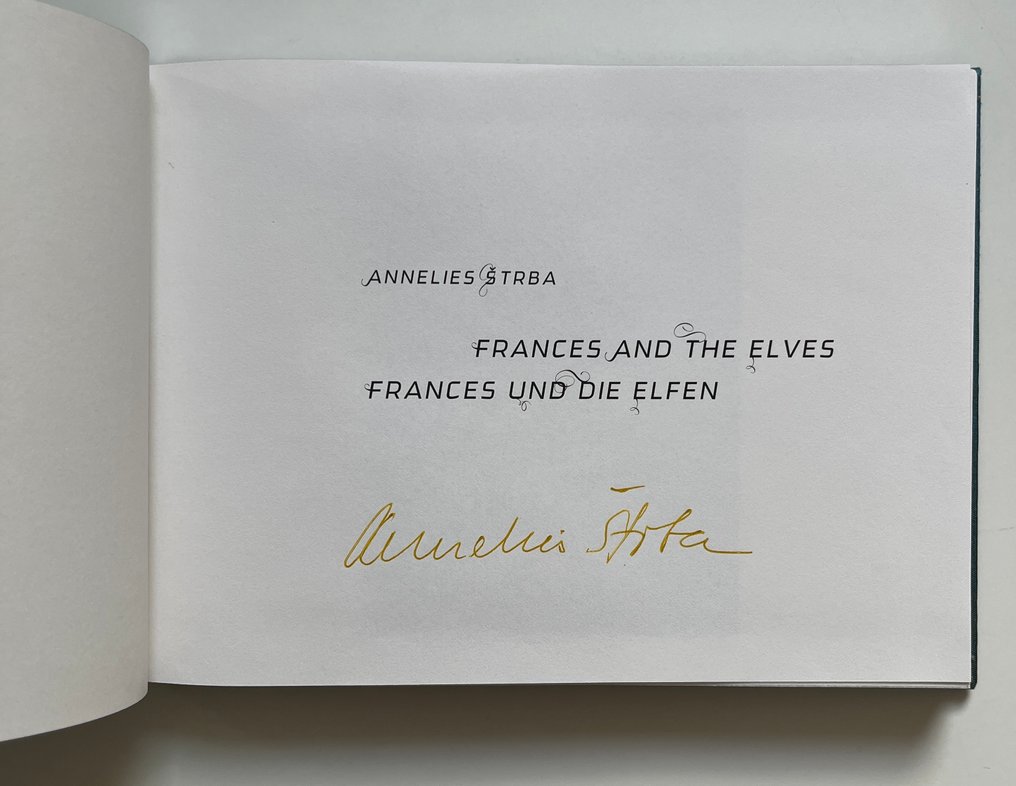 ANNELIES ŠTRBA
FRANCES AND THE ELVES
FRANCES UND DIE ELFEN
Annelies Štrba